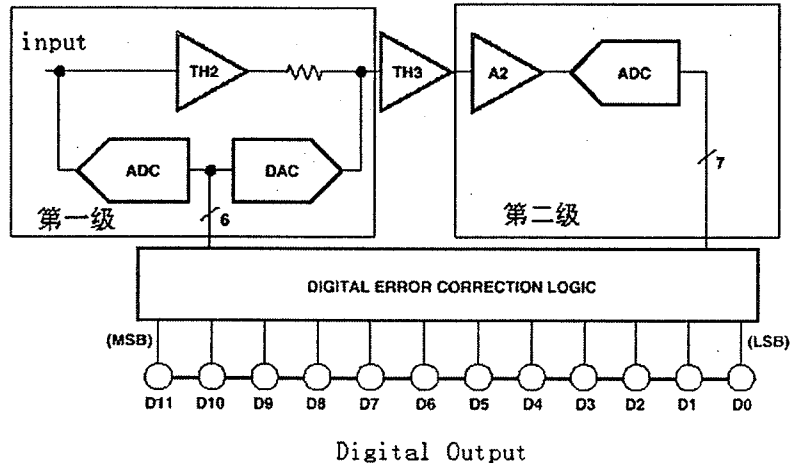 input
TH2
TH3
A2
ADC
ADC
DAC
7
第一级
6
第二级
DIGITAL ERROR CORRECTION LOGIC
(MSB)
(LSB)
D11 D10 D9 D8 D7 D6 D5 D4 D3 D2 D1 D0
Digital Output